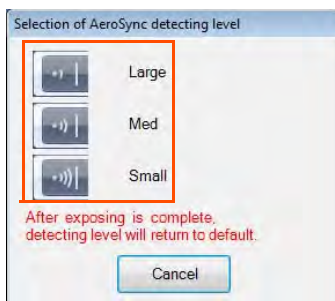 Selection of AeroSync detecting level
Large
Med
Small
After exposing is complete,
detecting level will return to default.
Cancel